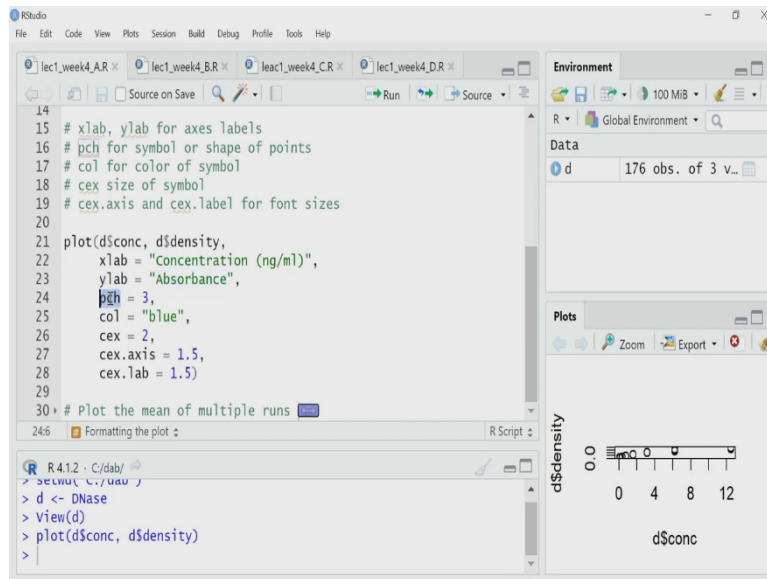 RStudio
File Edit Code View Plots Session Build Debug Profile Tools Help
lec1_week4_A.R lec1_week4_B.R leac1_week4_C.R lec1_week4_D.R
Source on Save Run Source
14
15 # xlab, ylab for axes labels
16 # pch for symbol or shape of points
17 # col for color of symbol
18 # cex size of symbol
19 # cex.axis and cex.label for font sizes
20
21 plot(d$conc, d$density,
22 xlab = "Concentration (ng/ml)",
23 ylab = "Absorbance",
24 pch = 3,
25 col = "blue",
26 cex = 2,
27 cex.axis = 1.5,
28 cex.lab = 1.5)
29
30 # Plot the mean of multiple runs
24:6 Formatting the plot R Script
R 4.1.2 · C:/dab/
> setwd("C:/dab")
> d <- DNase
> View(d)
> plot(d$conc, d$density)
>
Environment
100 MiB
R Global Environment
Data
d 176 obs. of 3 v…
Plots
Zoom Export
d$density
0.0
0 4 8 12
d$conc